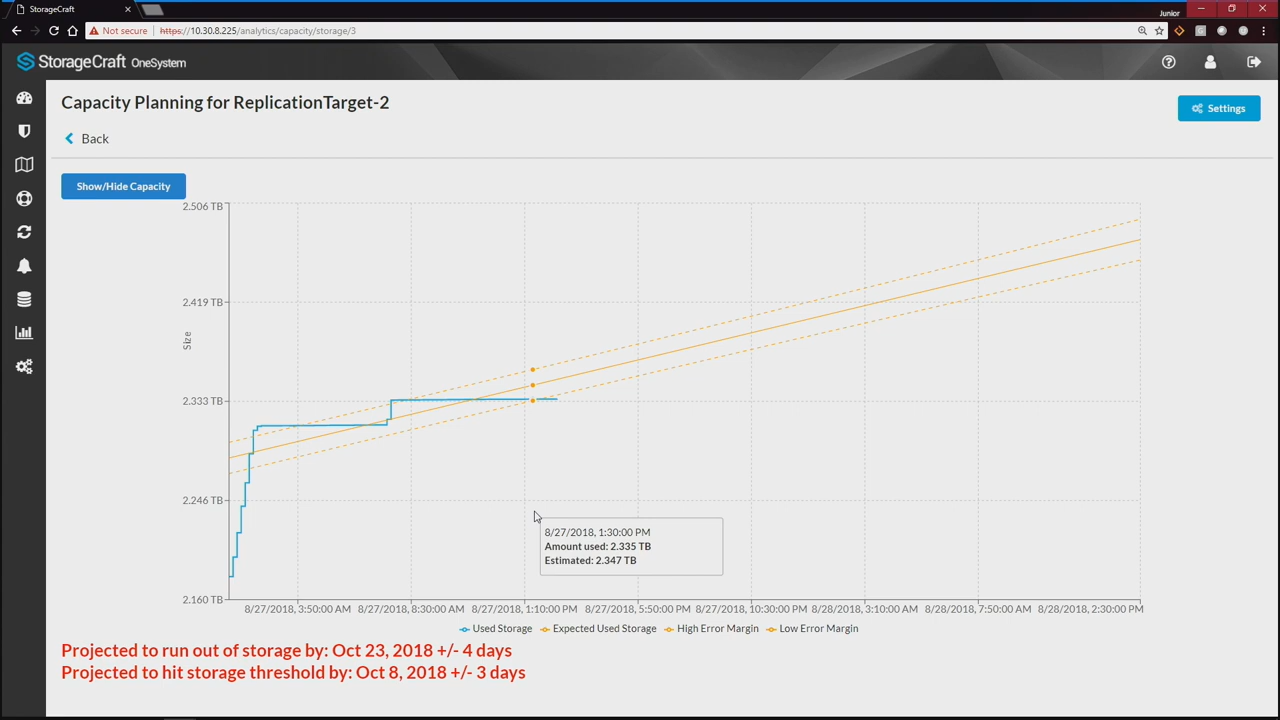 StorageCraft
Junior
Not secure | https://10.30.8.225/analytics/capacity/storage/3
StorageCraft OneSystem
Capacity Planning for ReplicationTarget-2
Settings
Back
Show/Hide Capacity
2.506 TB
2.419 TB
Size
2.333 TB
2.246 TB
2.160 TB
8/27/2018, 1:30:00 PM
Amount used: 2.335 TB
Estimated: 2.347 TB
8/27/2018, 3:50:00 AM 8/27/2018, 8:30:00 AM 8/27/2018, 1:10:00 PM 8/27/2018, 5:50:00 PM 8/27/2018, 10:30:00 PM 8/28/2018, 3:10:00 AM 8/28/2018, 7:50:00 AM 8/28/2018, 2:30:00 PM
Used Storage Expected Used Storage High Error Margin Low Error Margin
Projected to run out of storage by: Oct 23, 2018 +/- 4 days
Projected to hit storage threshold by: Oct 8, 2018 +/- 3 days